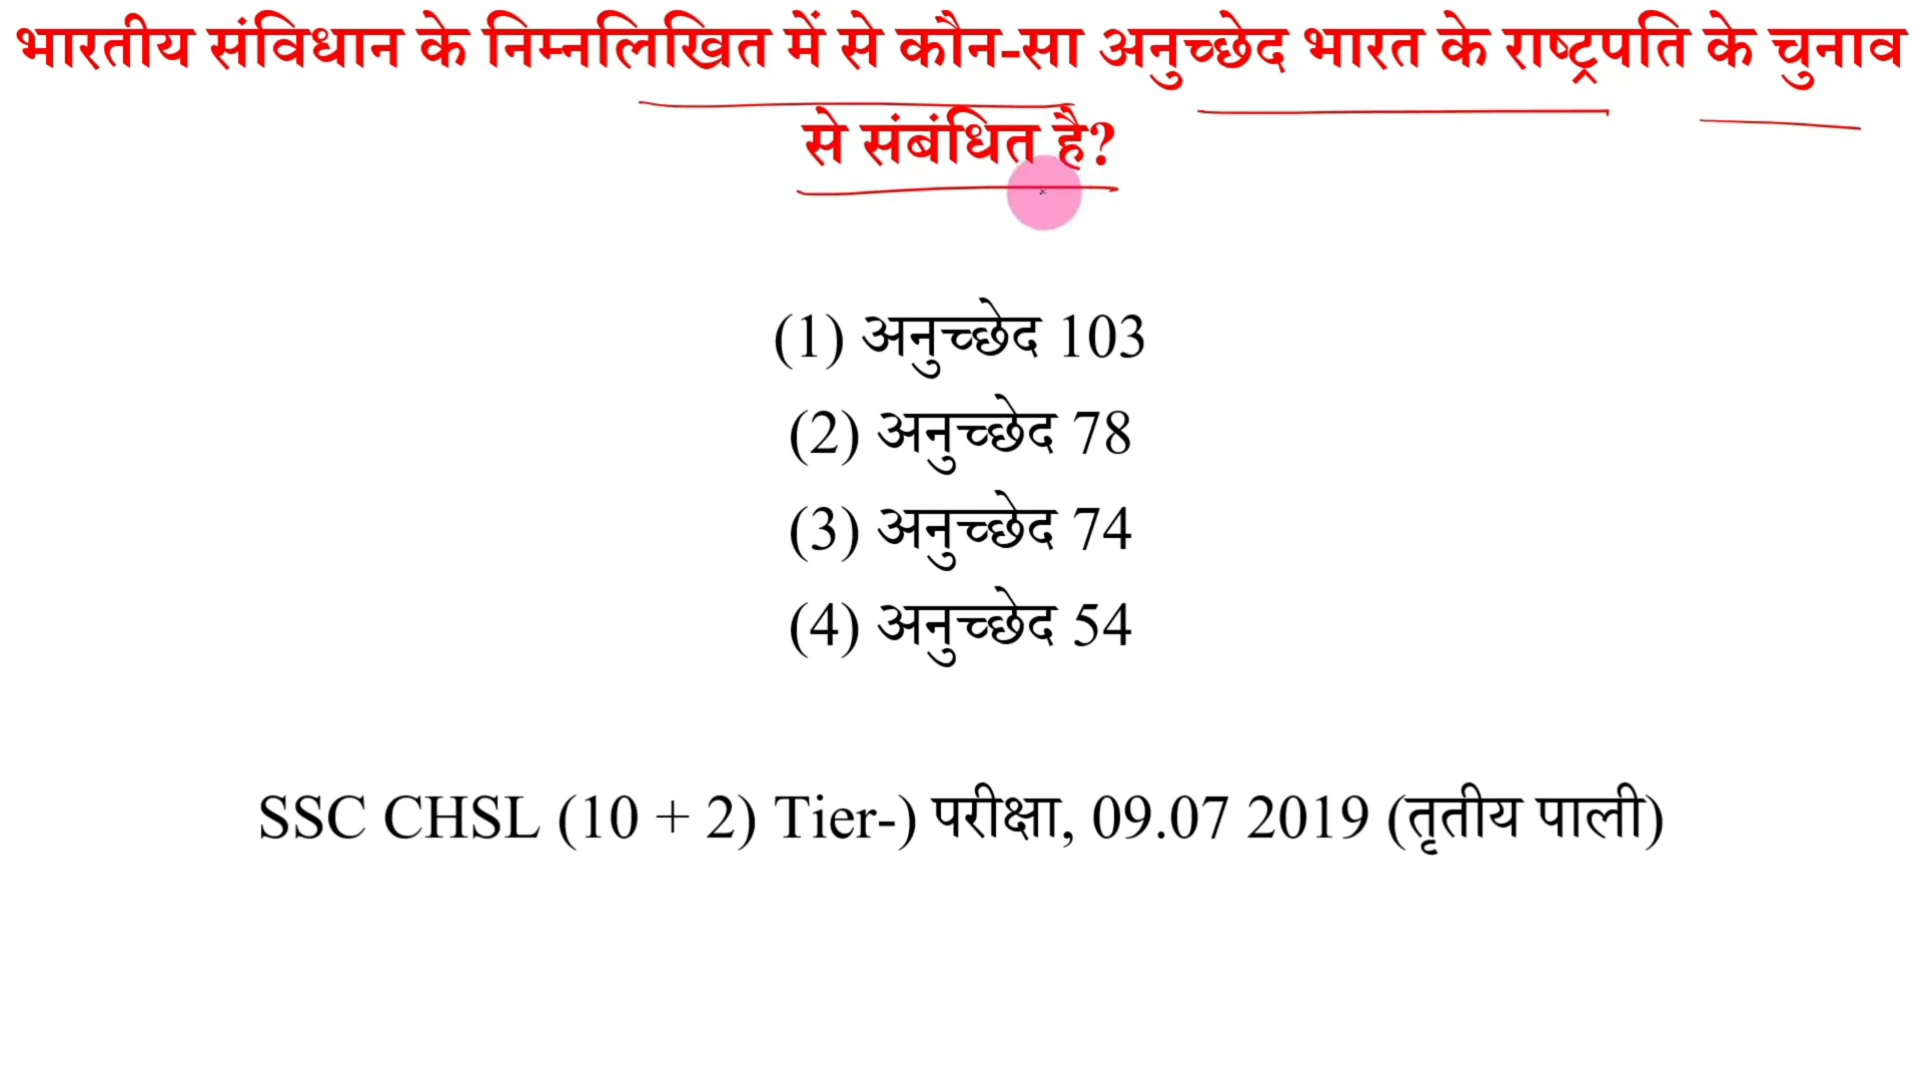 भारतीय संविधान के निम्नलिखित में से कौन-सा अनुच्छेद भारत के राष्ट्रपति के चुनाव
से संबंधित है?
(1) अनुच्छेद 103
(2) अनुच्छेद 78
(3) अनुच्छेद 74
(4) अनुच्छेद 54
SSC CHSL (10 + 2) Tier-) परीक्षा, 09.07 2019 (तृतीय पाली)